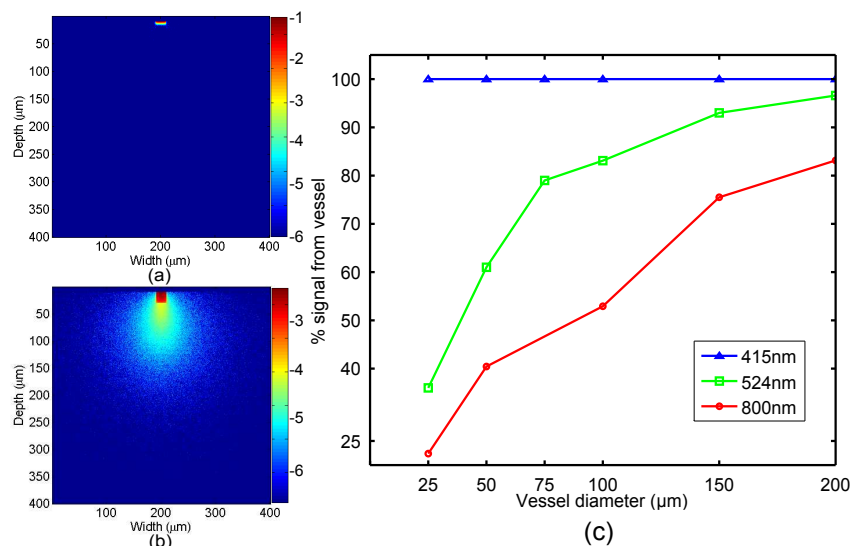 -1
-2
-3
-4
-5
-6
50
100
150
200
250
300
350
400
Depth (µm)
100 200 300 400
Width (µm)
(a)
-3
-4
-5
-6
50
100
150
200
250
300
350
400
Depth (µm)
100 200 300 400
Width (µm)
(b)
% signal from vessel
100
90
80
70
60
50
40
25
415nm
524nm
800nm
25 50 75 100 150 200
Vessel diameter (µm)
(c)